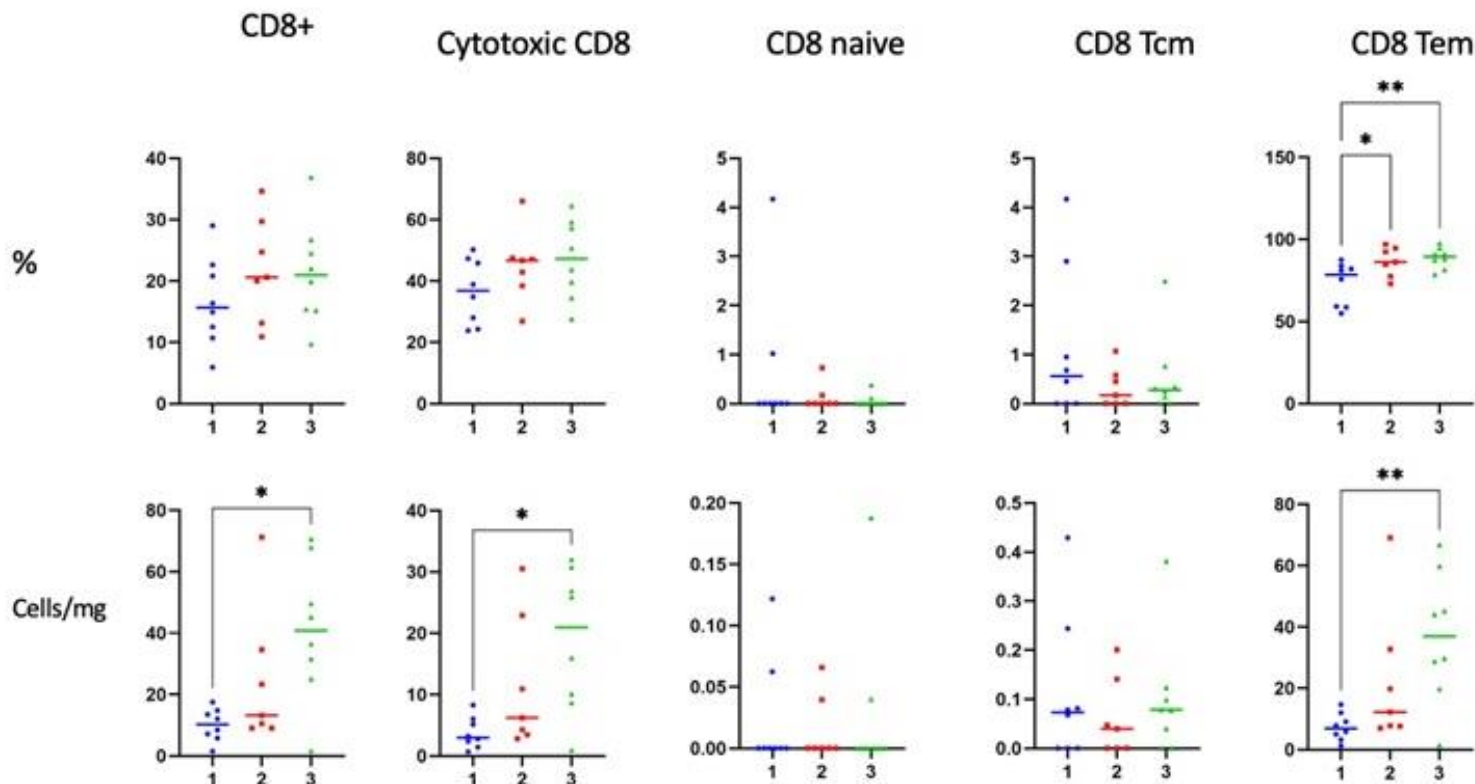 CD8+ Cytotoxic CD8 CD8 naive CD8 Tcm CD8 Tem
**
*
%
40 80 5 5 150
30 60 4 4 100
20 40 3 3 50
10 20 2 2 0
0 0 1 1
0 0
1 2 3 1 2 3 1 2 3 1 2 3 1 2 3
* * **
Cells/mg
80 40 0.20 0.5 80
60 30 0.15 0.4 60
40 20 0.10 0.3 40
20 10 0.05 0.2 20
0 0 0.00 0.1 0
0.0
1 2 3 1 2 3 1 2 3 1 2 3 1 2 3